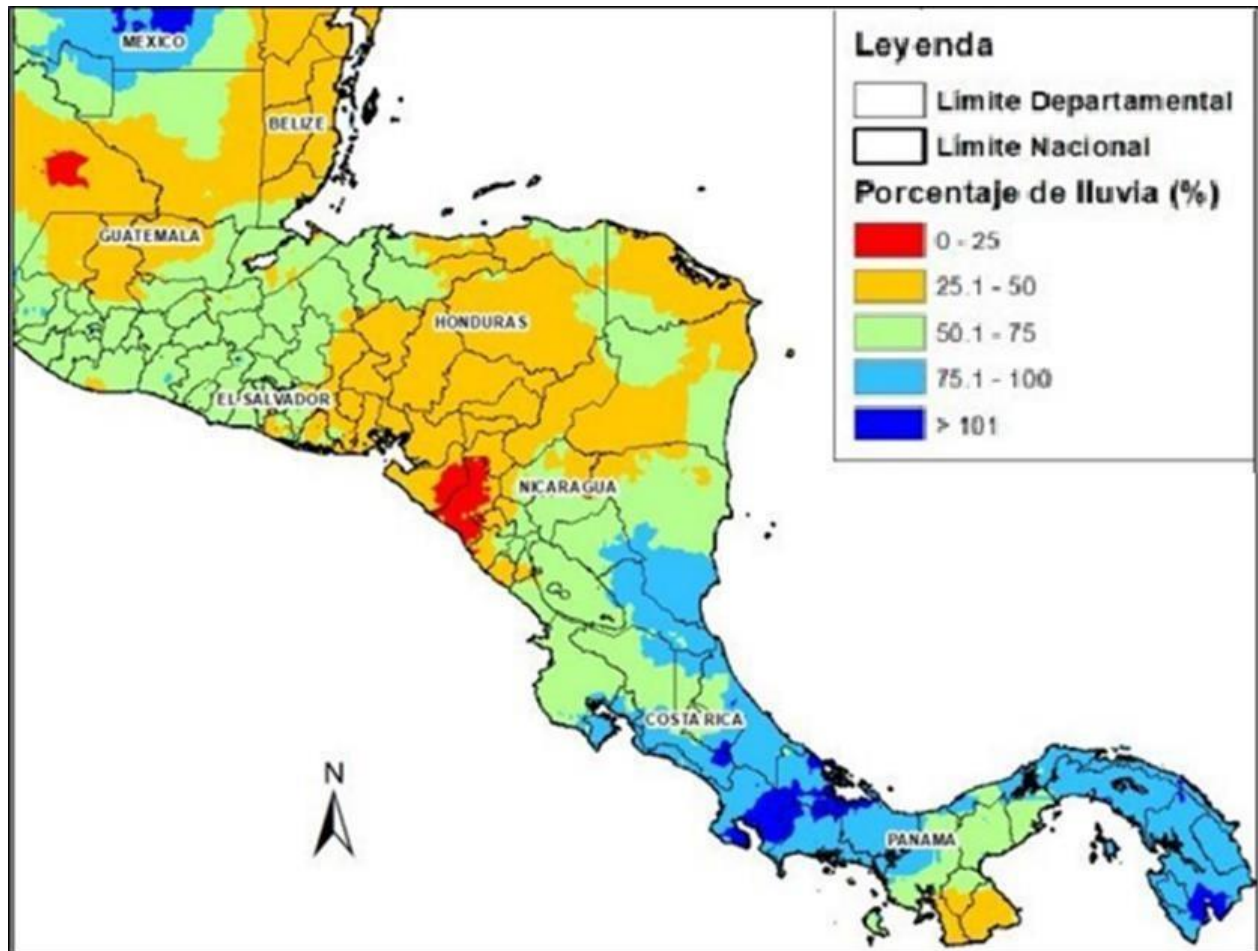 MEXICO
BELIZE
GUATEMALA
HONDURAS
EL SALVADOR
NICARAGUA
COSTA RICA
PANAMA
N
Leyenda
Límite Departamental
Límite Nacional
Porcentaje de lluvia (%)
0 - 25
25.1 - 50
50.1 - 75
75.1 - 100
> 101